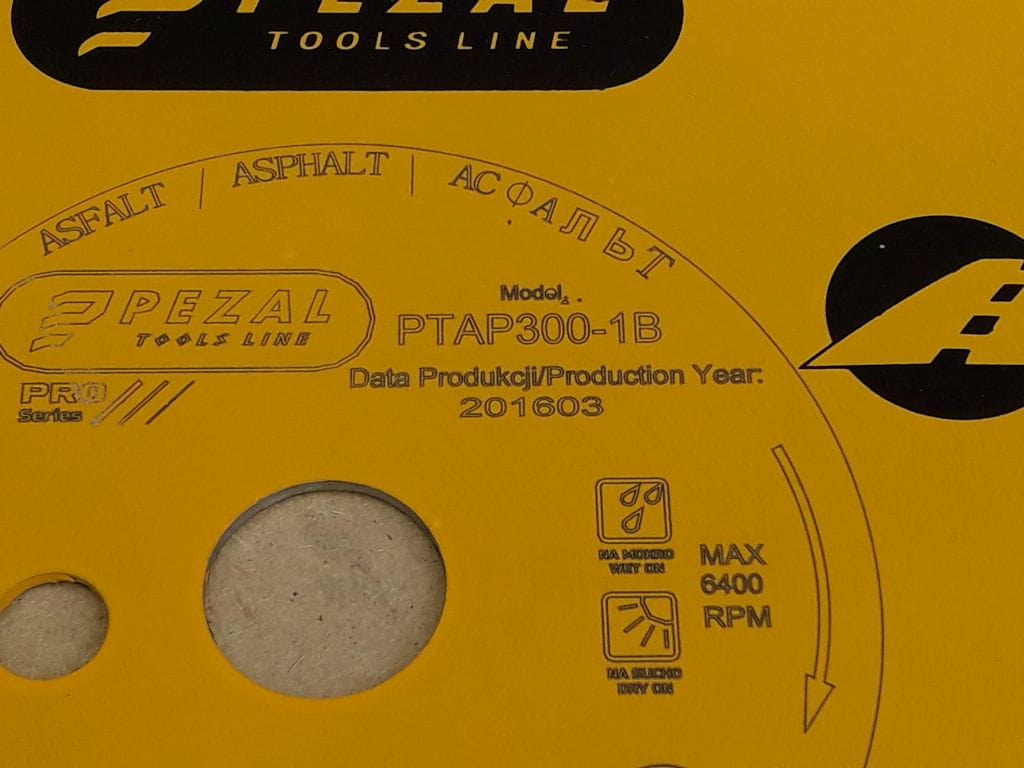 PEZAL
TOOLS LINE
ASFALT | ASPHALT | АСФАЛЬТ
PEZAL
TOOLS LINE
PRO
Series
Model
PTAP300-1B
Data Produkcji/Production Year:
201603
NA MOKRO
WET ON
MAX
6400
RPM
NA SUCHO
DRY ON